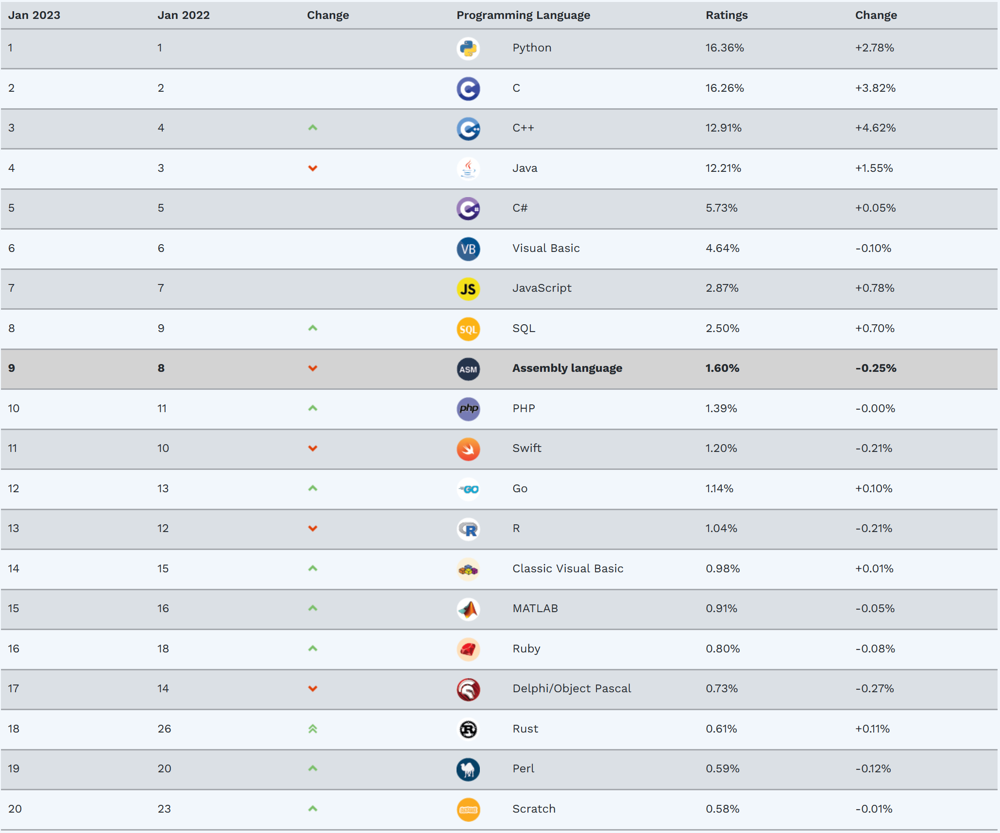 Jan 2023 Jan 2022 Change Programming Language Ratings Change
1 1 Python 16.36% +2.78%
2 2 C C 16.26% +3.82%
3 4 C++ C++ 12.91% +4.62%
4 3 Java 12.21% +1.55%
5 5 C# C# 5.73% +0.05%
6 6 VB Visual Basic 4.64% -0.10%
7 7 JS JavaScript 2.87% +0.78%
8 9 SQL SQL 2.50% +0.70%
9 8 ASM Assembly language 1.60% -0.25%
10 11 php PHP 1.39% -0.00%
11 10 Swift 1.20% -0.21%
12 13 GO Go 1.14% +0.10%
13 12 R R 1.04% -0.21%
14 15 Classic Visual Basic 0.98% +0.01%
15 16 MATLAB 0.91% -0.05%
16 18 Ruby 0.80% -0.08%
17 14 Delphi/Object Pascal 0.73% -0.27%
18 26 R Rust 0.61% +0.11%
19 20 Perl 0.59% -0.12%
20 23 Scratch 0.58% -0.01%